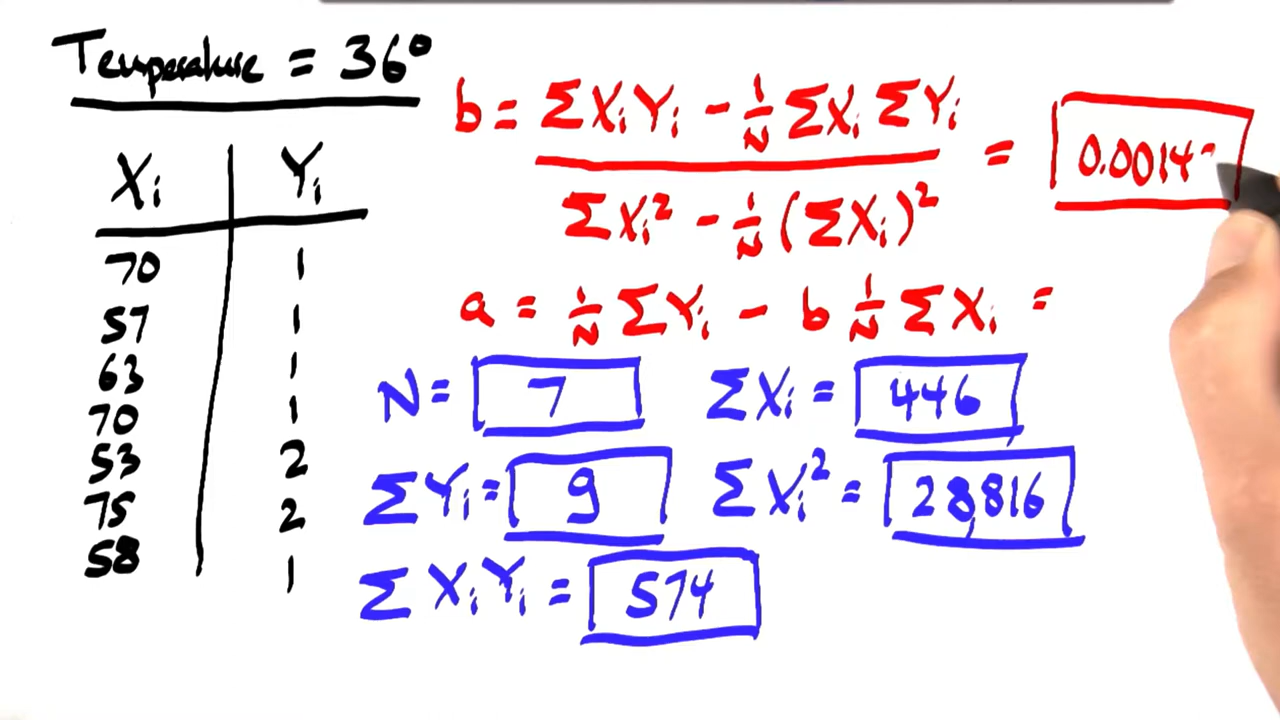 Temperature = 36°
Xi Yi
70 1
57 1
63 1
70 1
53 2
75 2
58 1
b = ΣXiYi - 1/N ΣXi ΣYi / ΣXi² - 1/N (ΣXi)² = 0.0014
a = 1/N ΣYi - b 1/N ΣXi =
N = 7 ΣXi = 446
ΣYi = 9 ΣXi² = 28,816
ΣXiYi = 574